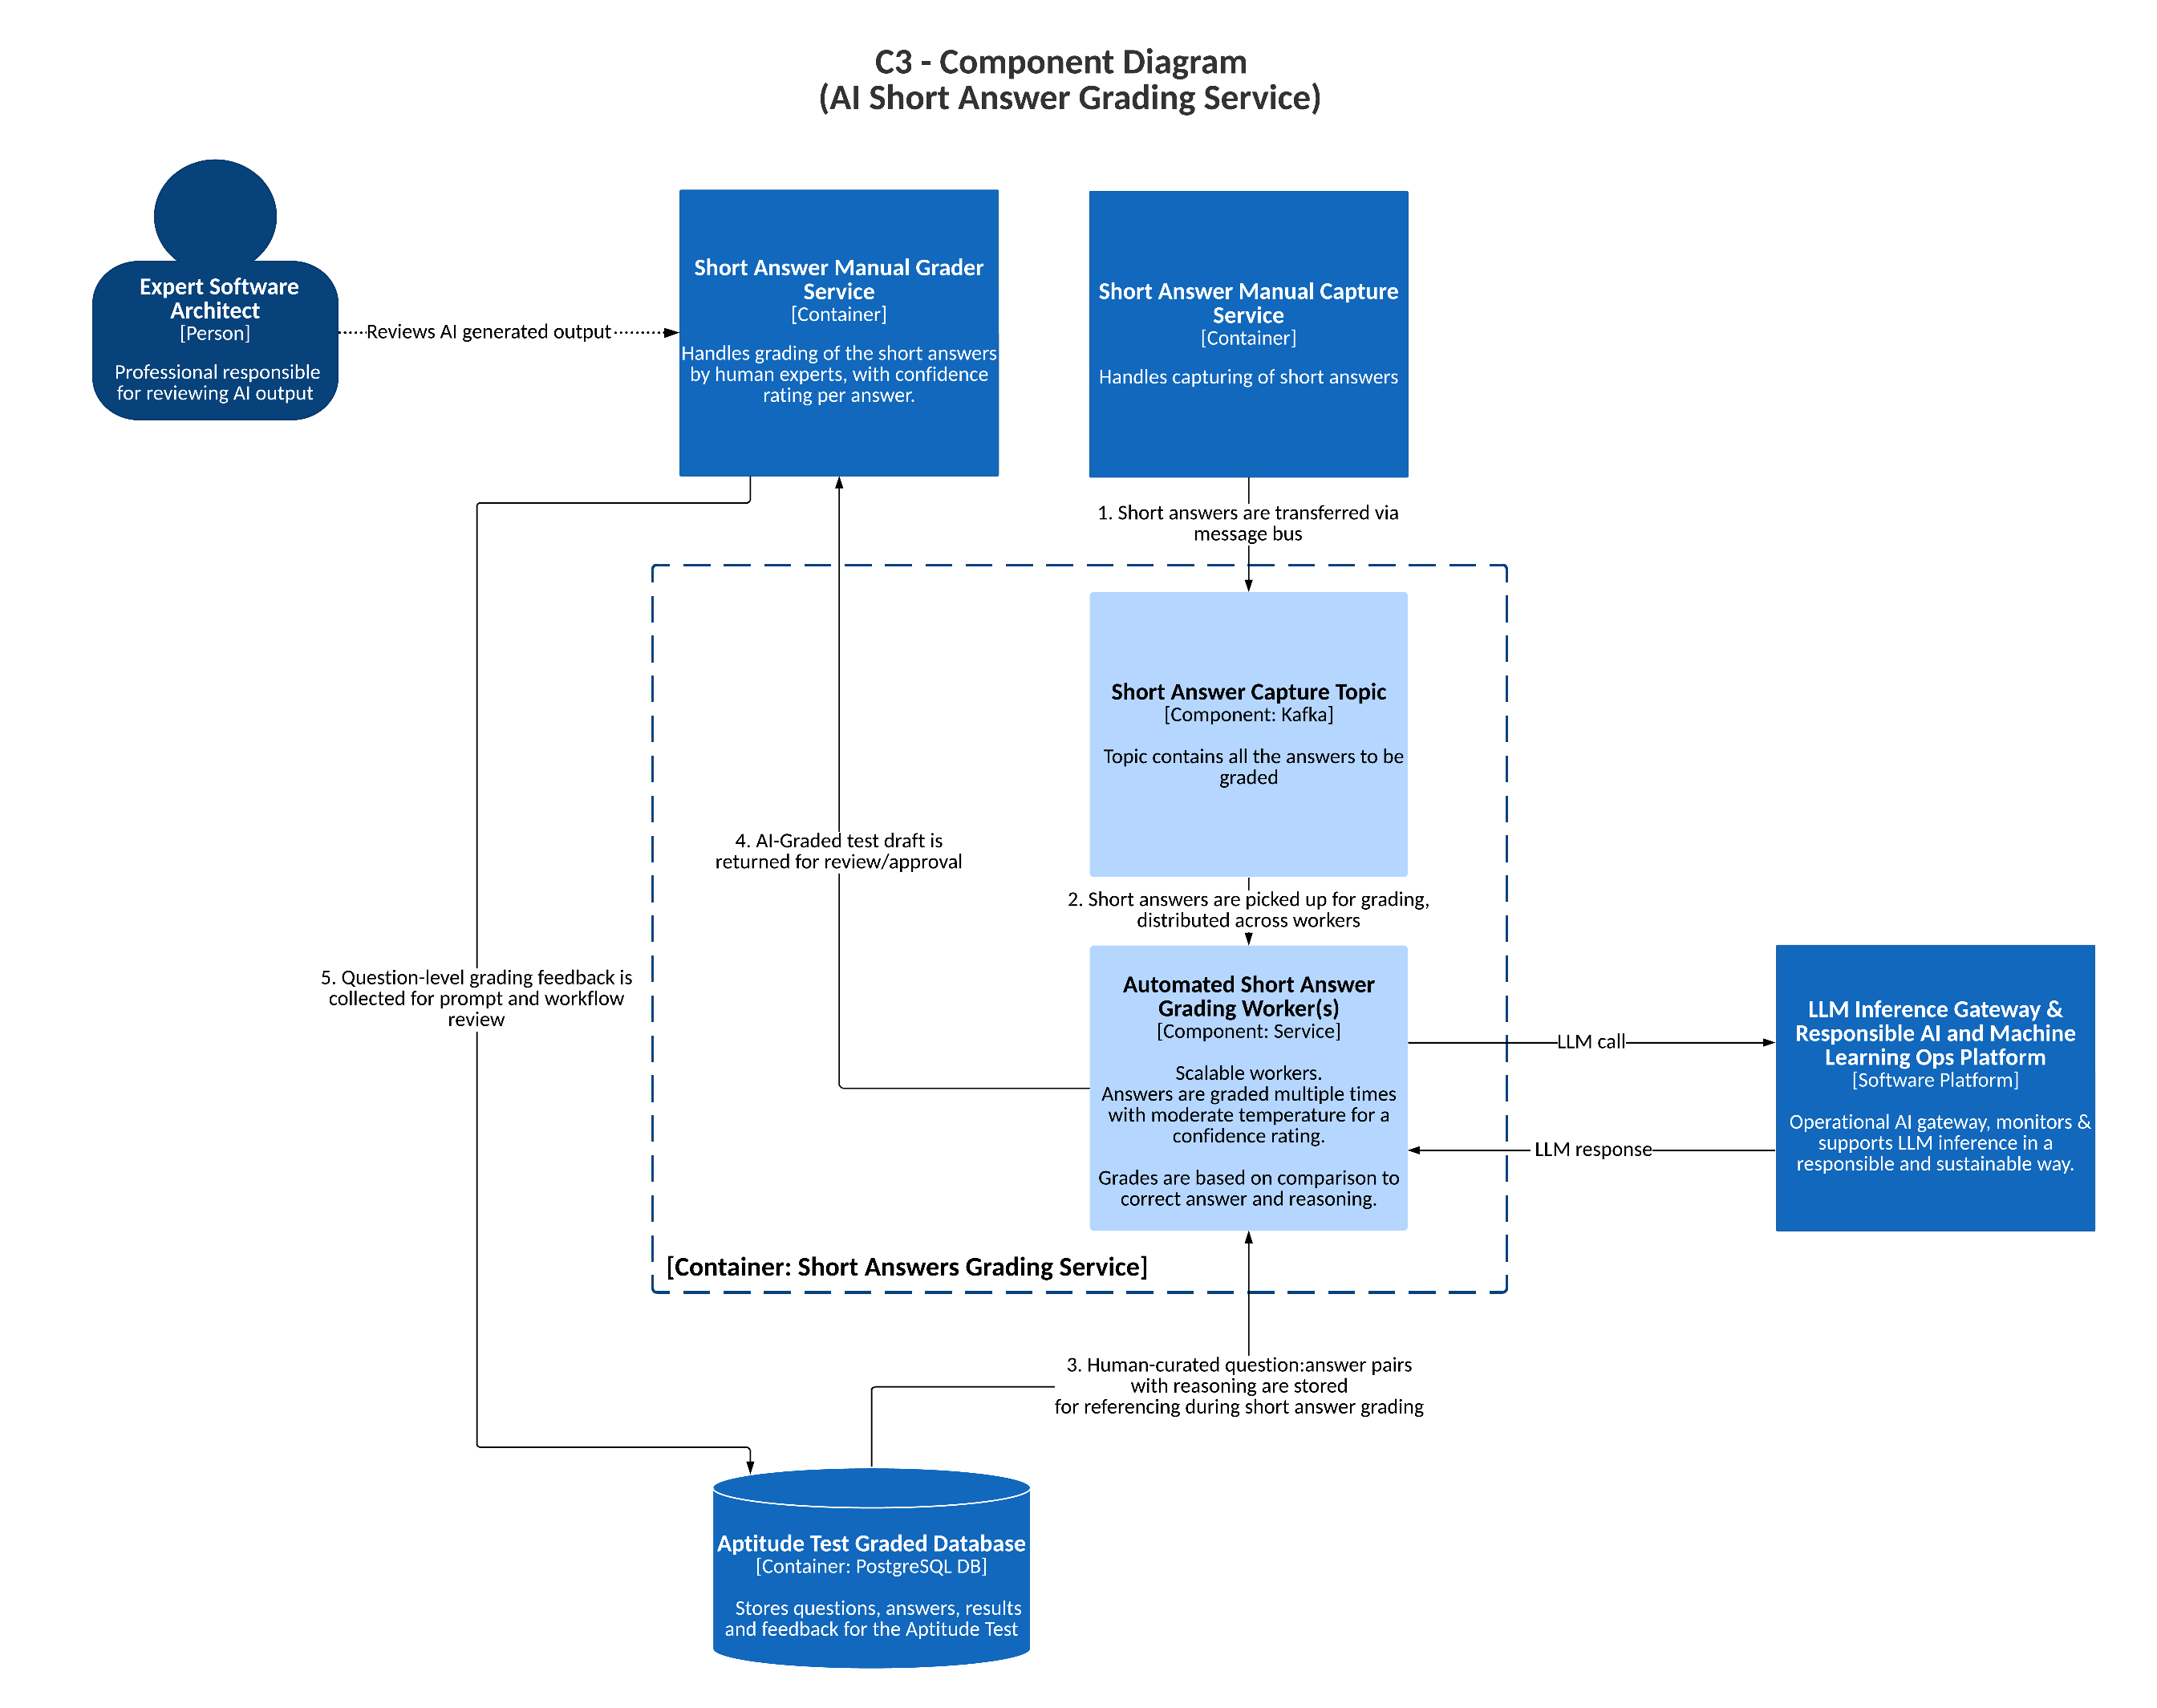 C3 - Component Diagram
(AI Short Answer Grading Service)
Expert Software
Architect
[Person]
Professional responsible
for reviewing AI output
Reviews AI generated output
Short Answer Manual Grader
Service
[Container]
Handles grading of the short answers
by human experts, with confidence
rating per answer.
Short Answer Manual Capture
Service
[Container]
Handles capturing of short answers
1. Short answers are transferred via
message bus
Short Answer Capture Topic
[Component: Kafka]
Topic contains all the answers to be
graded
4. AI-Graded test draft is
returned for review/approval
2. Short answers are picked up for grading,
distributed across workers
5. Question-level grading feedback is
collected for prompt and workflow
review
Automated Short Answer
Grading Worker(s)
[Component: Service]
Scalable workers.
Answers are graded multiple times
with moderate temperature for a
confidence rating.
Grades are based on comparison to
correct answer and reasoning.
LLM call
LLM response
LLM Inference Gateway &
Responsible AI and Machine
Learning Ops Platform
[Software Platform]
Operational AI gateway, monitors &
supports LLM inference in a
responsible and sustainable way.
[Container: Short Answers Grading Service]
3. Human-curated question:answer pairs
with reasoning are stored
for referencing during short answer grading
Aptitude Test Graded Database
[Container: PostgreSQL DB]
Stores questions, answers, results
and feedback for the Aptitude Test